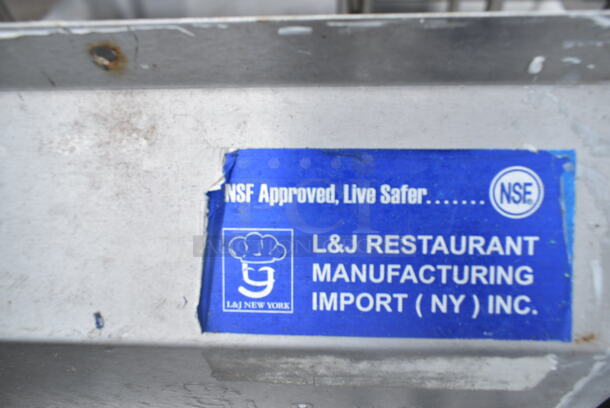 NSF Approved, Live Safer.......
NSF
L&J RESTAURANT
MANUFACTURING
IMPORT ( NY ) INC.
L&J NEW YORK